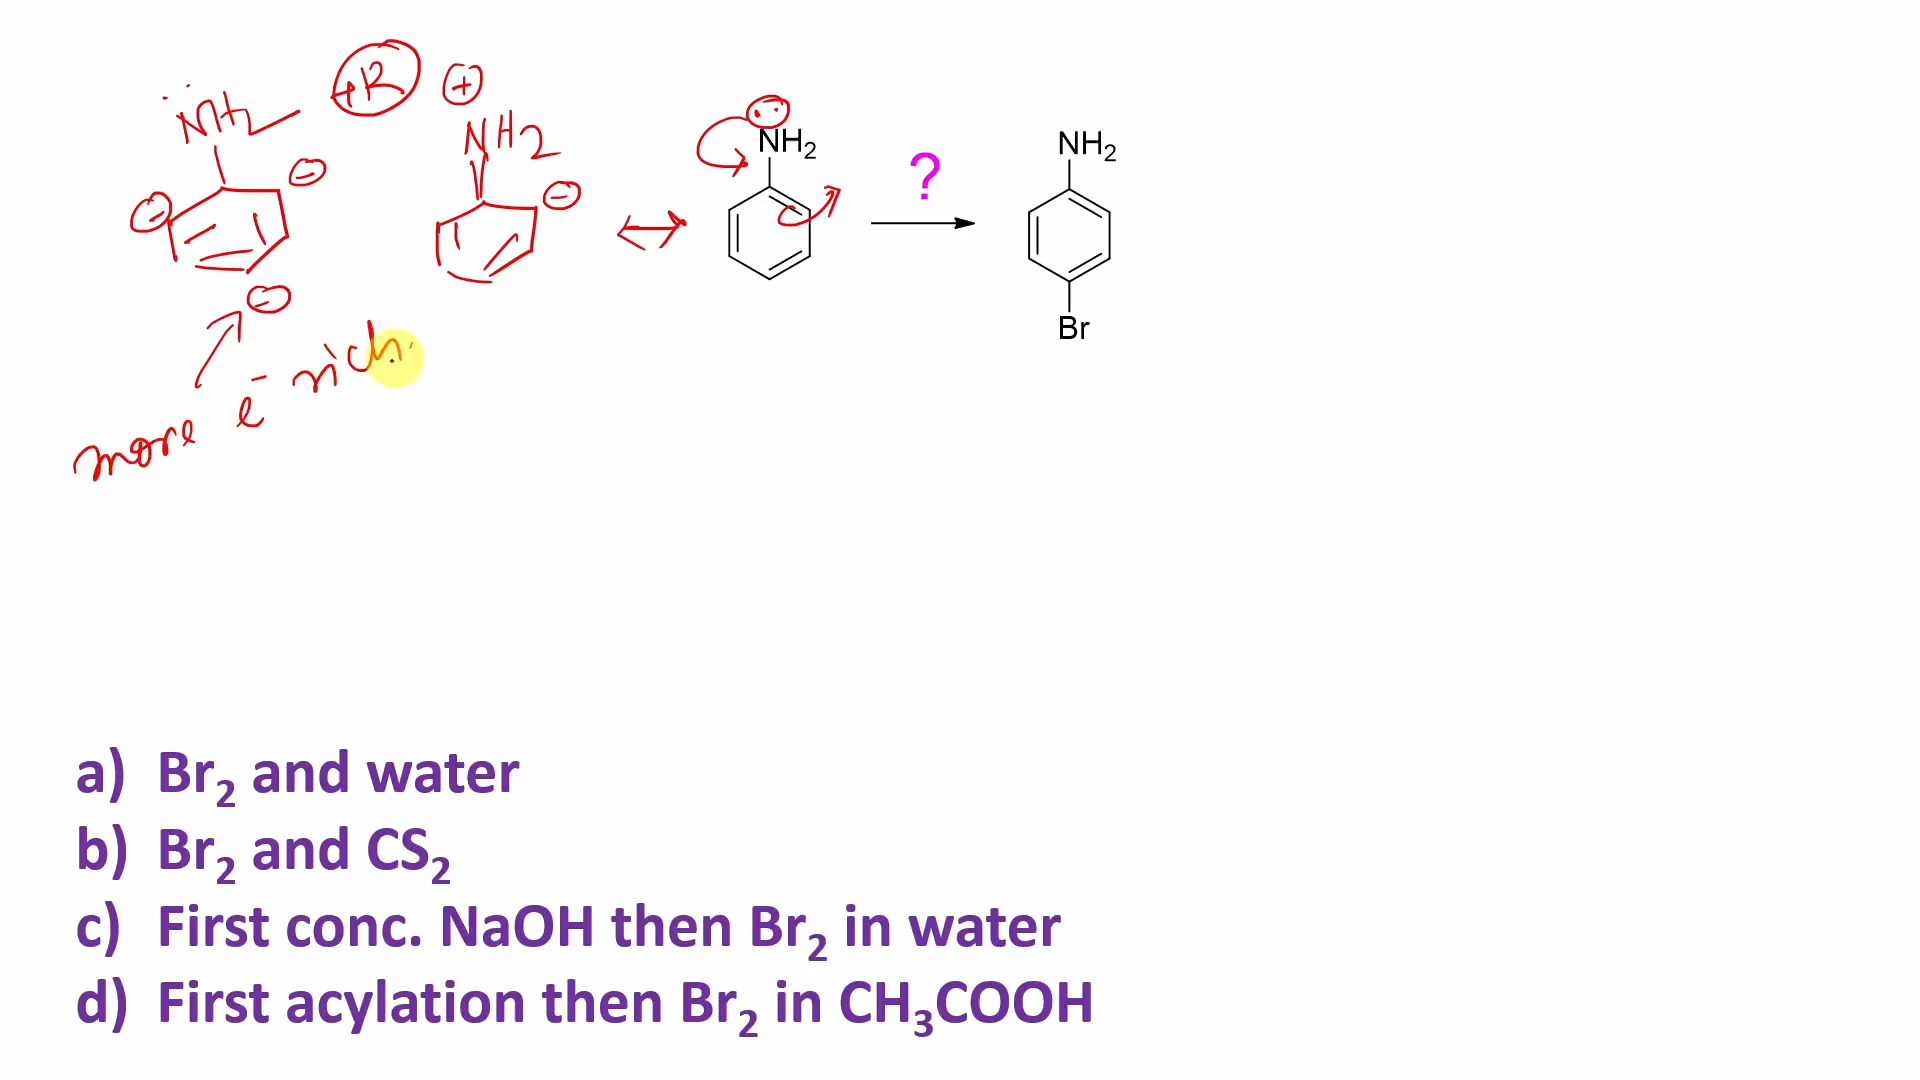 N̈H2
+R
⊕
NH2
⊖
⊖
⊖
⊖
more e⁻ rich
NH2
?
NH2
Br
a) Br2 and water
b) Br2 and CS2
c) First conc. NaOH then Br2 in water
d) First acylation then Br2 in CH3COOH